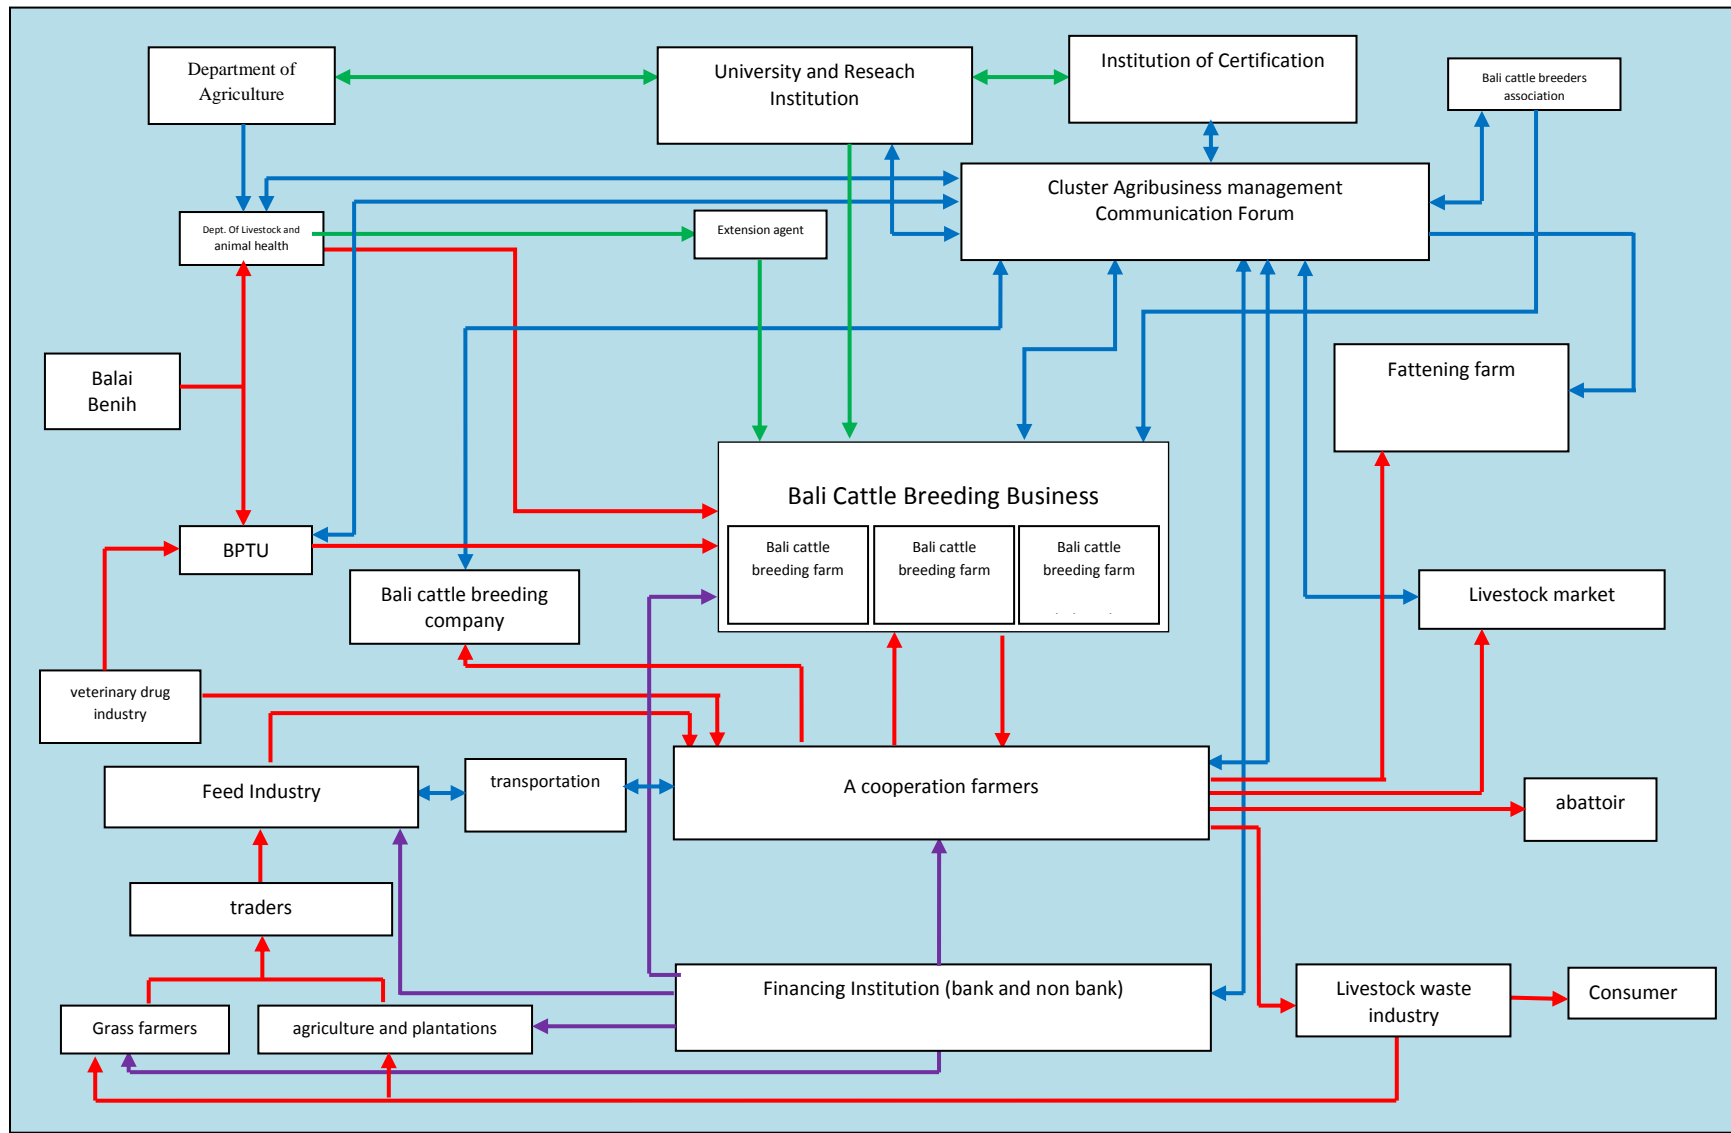 Department of
Agriculture
University and Reseach
Institution
Institution of Certification
Bali cattle breeders
association
Cluster Agribusiness management
Communication Forum
Dept. Of Livestock and
animal health
Extension agent
Balai
Benih
Fattening farm
Bali Cattle Breeding Business
Bali cattle
breeding farm
Bali cattle
breeding farm
Bali cattle
breeding farm
BPTU
Bali cattle breeding
company
Livestock market
veterinary drug
industry
Feed Industry
transportation
A cooperation farmers
abattoir
traders
Financing Institution (bank and non bank)
Livestock waste
industry
Consumer
Grass farmers
agriculture and plantations